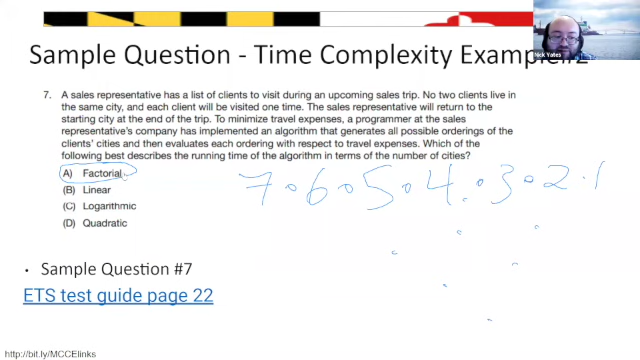 Sample Question - Time Complexity Example #2
Nick Yates
7. A sales representative has a list of clients to visit during an upcoming sales trip. No two clients live in
the same city, and each client will be visited one time. The sales representative will return to the
starting city at the end of the trip. To minimize travel expenses, a programmer at the sales
representative's company has implemented an algorithm that generates all possible orderings of the
clients' cities and then evaluates each ordering with respect to travel expenses. Which of the
following best describes the running time of the algorithm in terms of the number of cities?
(A) Factorial
(B) Linear
(C) Logarithmic
(D) Quadratic
7 · 6 · 5 · 4 · 3 · 2 · 1
• Sample Question #7
ETS test guide page 22
http://bit.ly/MCCElinks